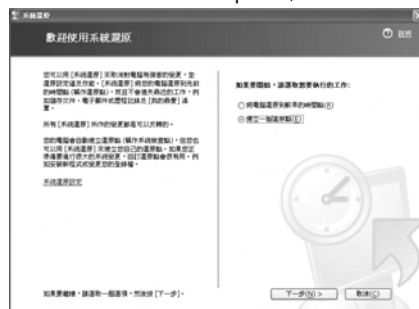 系統還原
歡迎使用系統還原
說明
您可以用 [系統還原] 來取消對電腦有損害的變更，並
還原設定值及效能。[系統還原] 將您的電腦還原到先前
的時間點 (稱作還原點)，而且不會遺失最近的工作，例
如儲存文件、電子郵件或歷程記錄及 [我的最愛] 清
單。
所有 [系統還原] 所作的變更都是可以反轉的。
您的電腦會自動建立還原點 (稱作系統檢查點)，但您也
可以用 [系統還原] 來建立您自己的還原點。如果您正
準備要進行很大的系統變更，自訂還原點會很有用，例
如安裝新程式或變更您的登錄檔。
系統還原設定
如果要繼續，請選取一個選項，然後按 [下一步]。
如果要開始，請選取您要執行的工作:
將電腦還原到較早的時間點(R)
建立一個還原點(E)
下一步(N) >
取消(C)